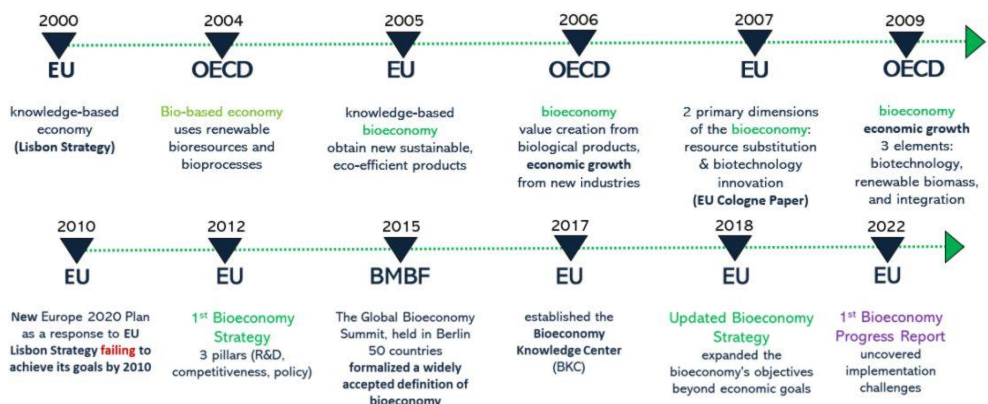 2000
2004
2005
2006
2007
2009
EU
OECD
EU
OECD
EU
OECD
knowledge-based
economy
(Lisbon Strategy)
Bio-based economy
uses renewable
bioresources and
bioprocesses
knowledge-based
bioeconomy
obtain new sustainable,
eco-efficient products
bioeconomy
value creation from
biological products,
economic growth
from new industries
2 primary dimensions
of the bioeconomy:
resource substitution
& biotechnology
innovation
(EU Cologne Paper)
bioeconomy
economic growth
3 elements:
biotechnology,
renewable biomass,
and integration
2010
2012
2015
2017
2018
2022
EU
EU
BMBF
EU
EU
EU
New Europe 2020 Plan
as a response to EU
Lisbon Strategy failing to
achieve its goals by 2010
1st Bioeconomy
Strategy
3 pillars (R&D,
competitiveness, policy)
The Global Bioeconomy
Summit, held in Berlin
50 countries
formalized a widely
accepted definition of
bioeconomy
established the
Bioeconomy
Knowledge Center
(BKC)
Updated Bioeconomy
Strategy
expanded the
bioeconomy's objectives
beyond economic goals
1st Bioeconomy
Progress Report
uncovered
implementation
challenges